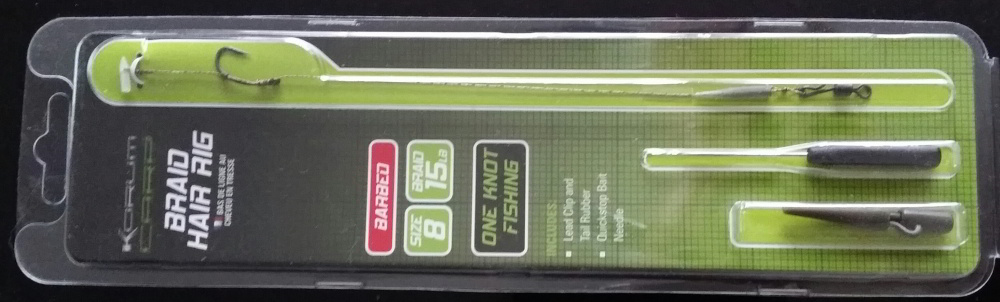 KORUM
CARP
BRAID
HAIR RIG
BAS DE LIGNE AU
CHEVEU EN TRESSE
BARBED
SIZE
8
BRAID
15LB
ONE KNOT
FISHING
INCLUDES:
Lead Clip and
Tail Rubber
Quickstop Bait
Needle